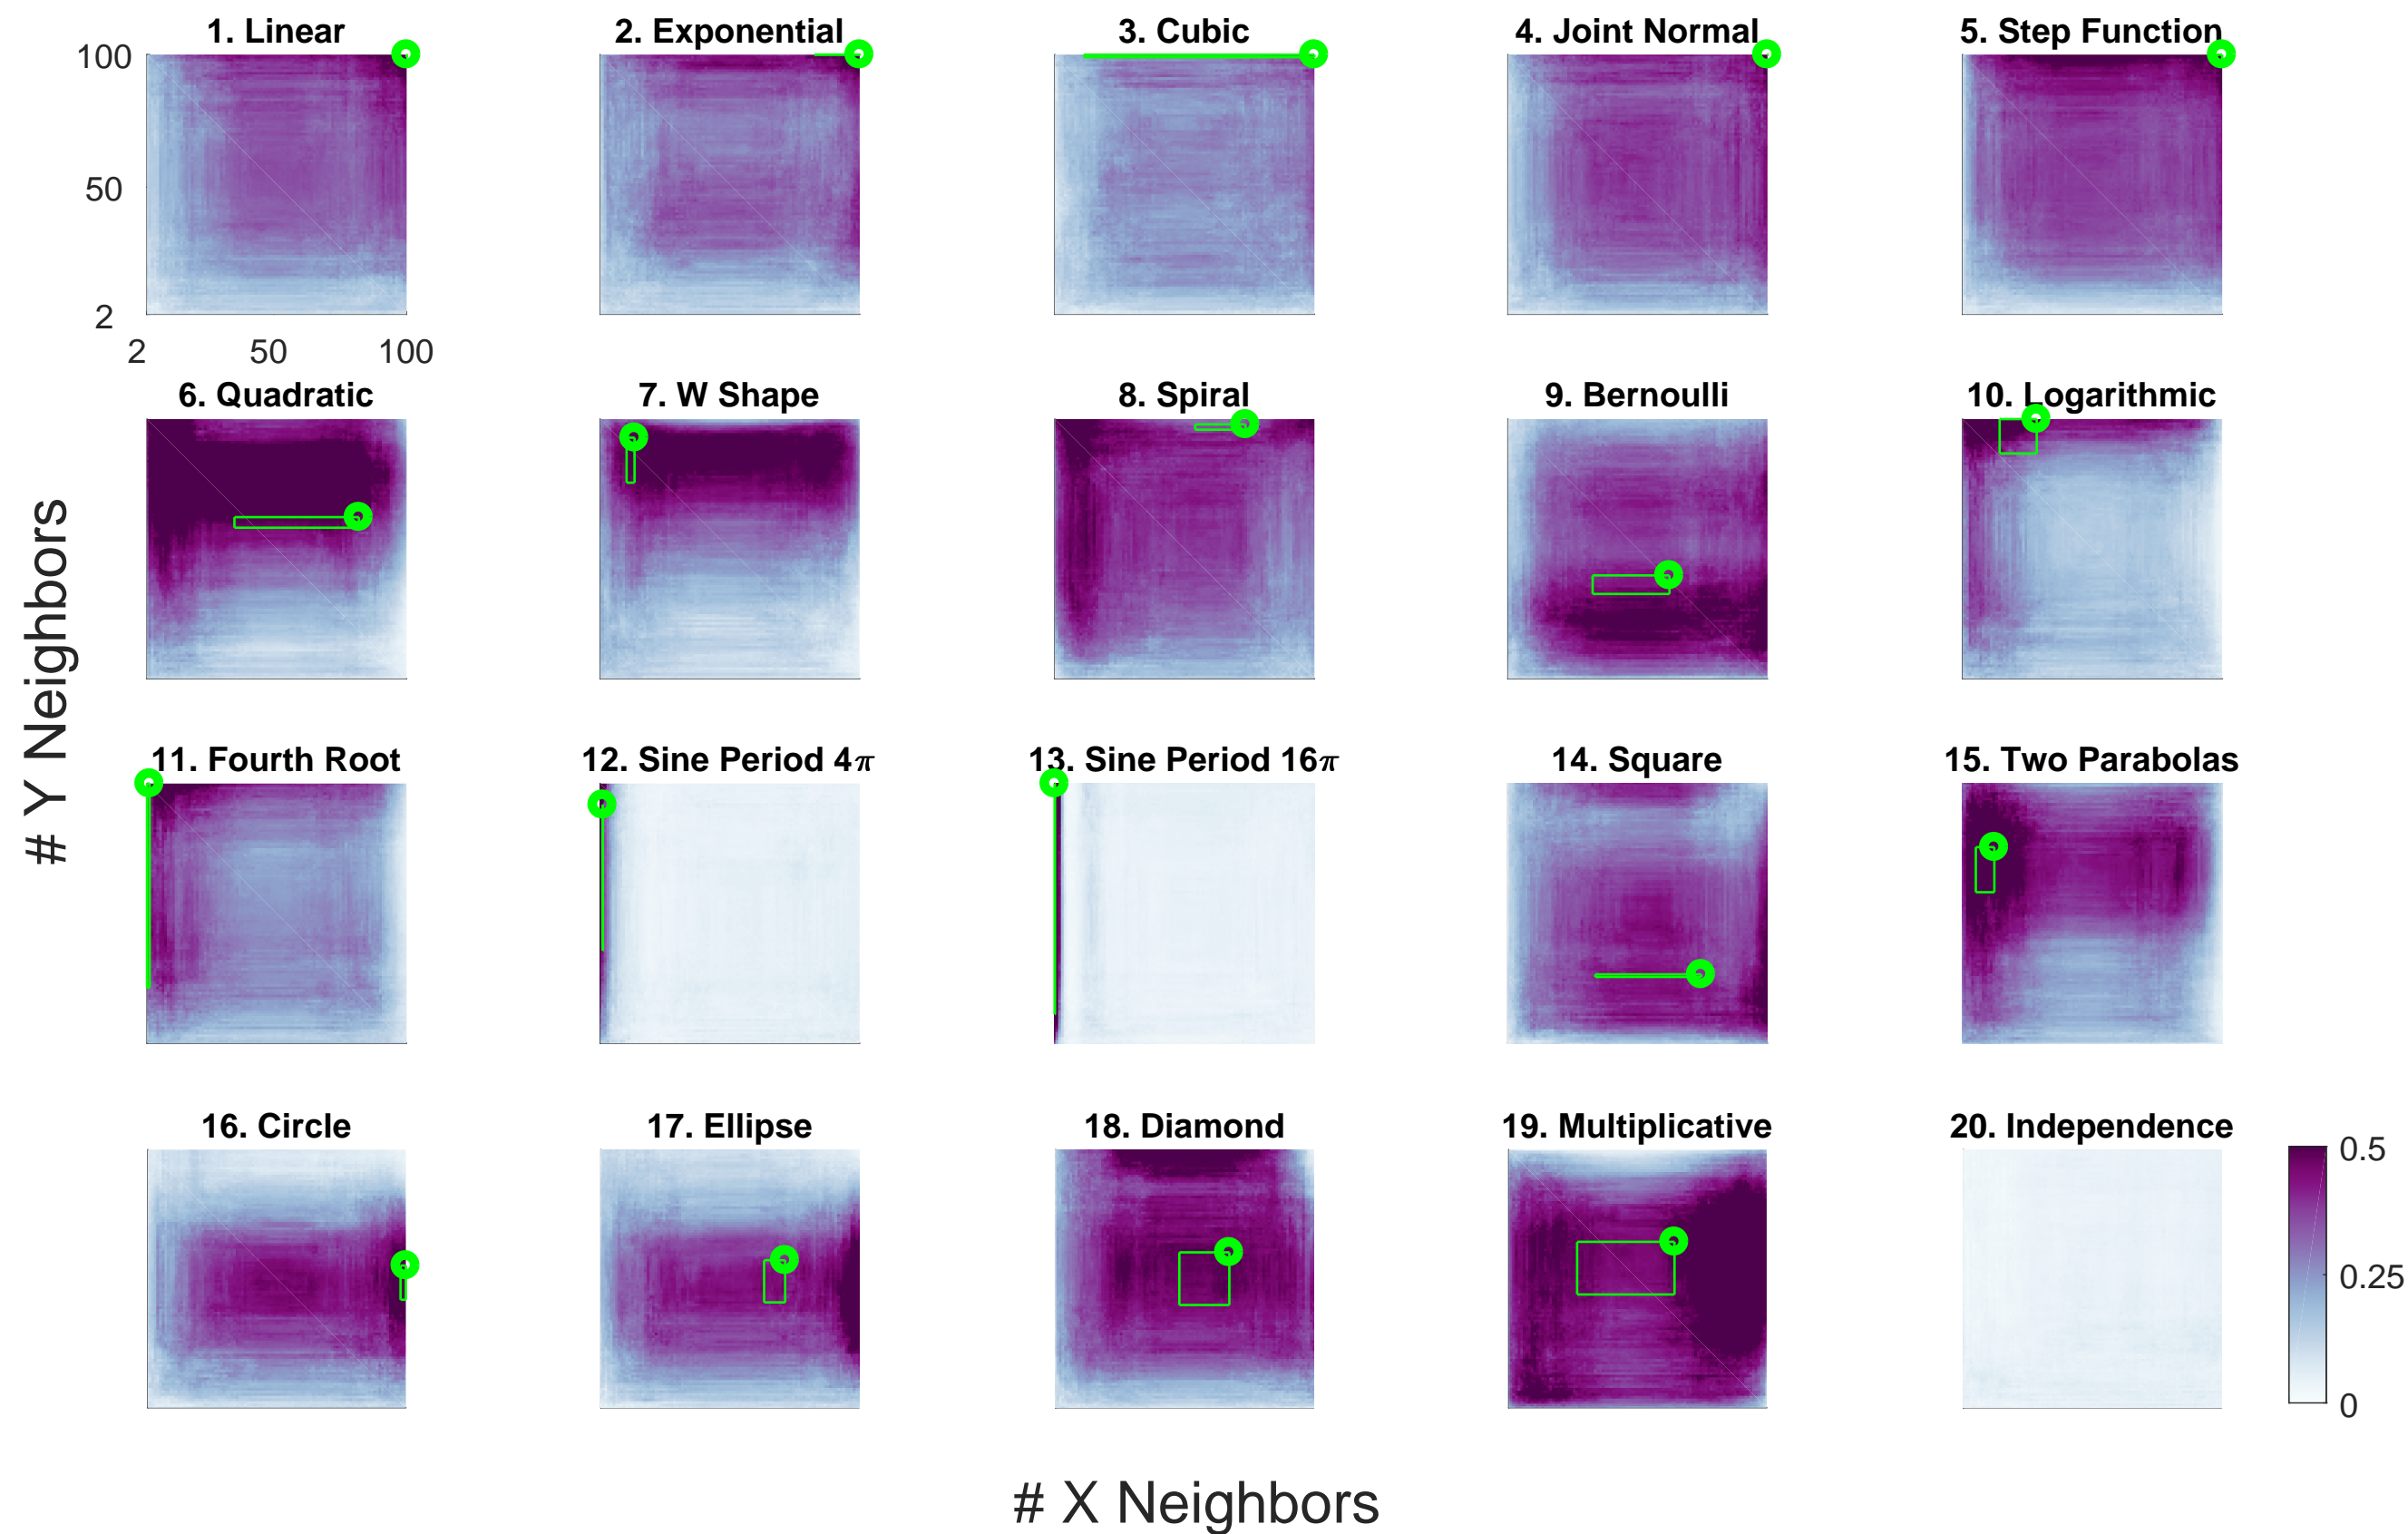 1. Linear
2. Exponential
3. Cubic
4. Joint Normal
5. Step Function
100
50
2
2
50
100
6. Quadratic
7. W Shape
8. Spiral
9. Bernoulli
10. Logarithmic
# Y Neighbors
11. Fourth Root
12. Sine Period 4π
13. Sine Period 16π
14. Square
15. Two Parabolas
16. Circle
17. Ellipse
18. Diamond
19. Multiplicative
20. Independence
0.5
0.25
0
# X Neighbors